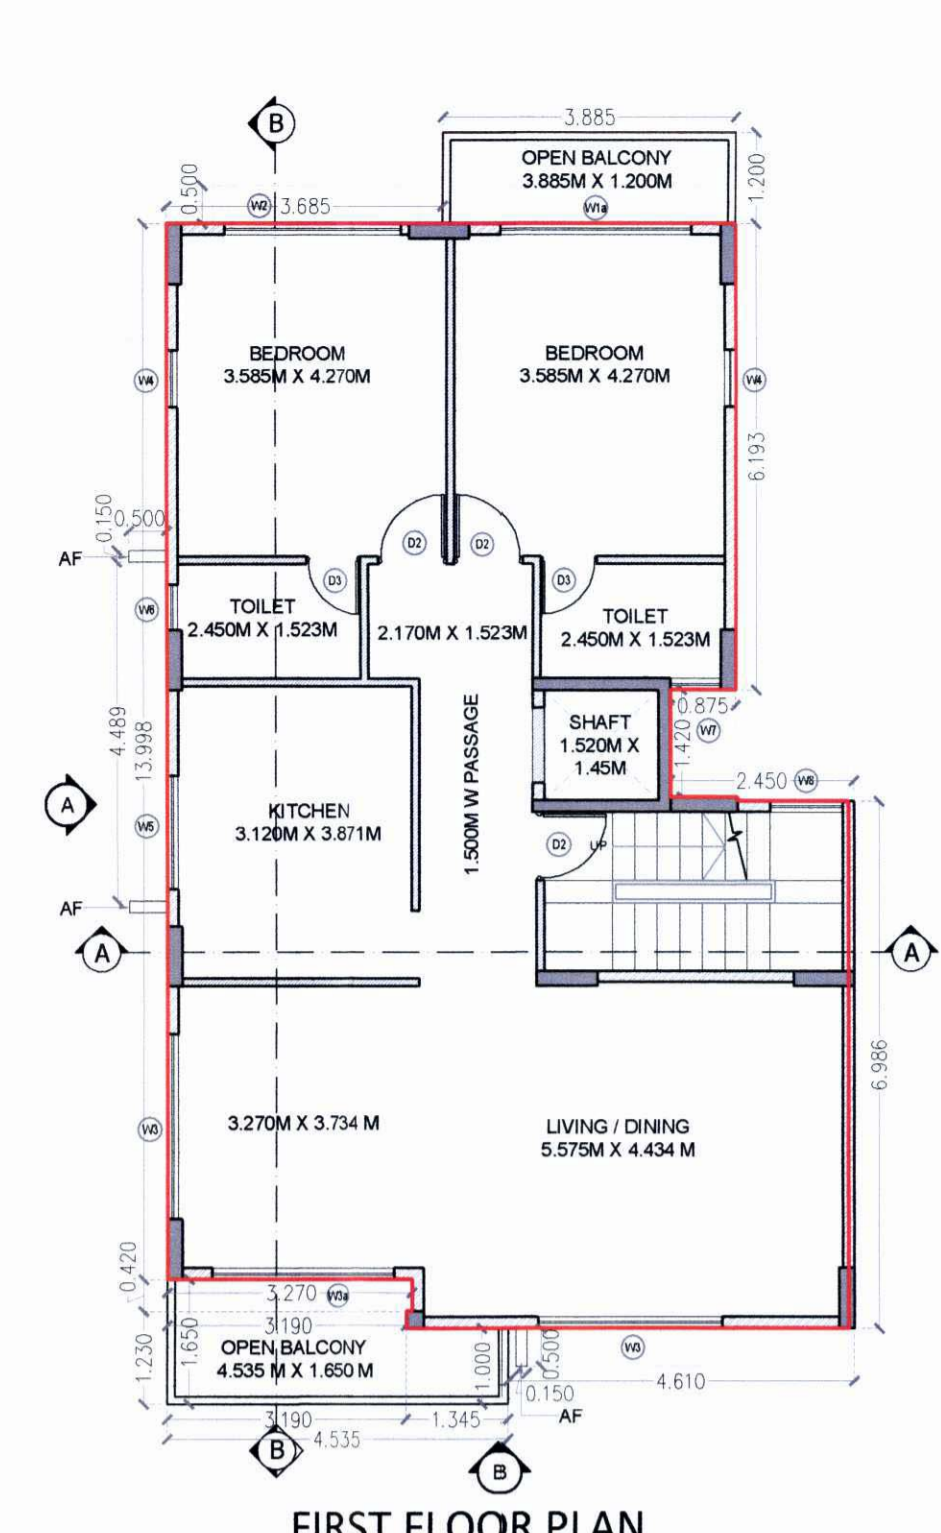 B
3.885
OPEN BALCONY
3.885M X 1.200M
1.200
0.500
W2
3.685
W1a
BEDROOM
3.585M X 4.270M
BEDROOM
3.585M X 4.270M
W4
W4
6.193
0.150
0.500
AF
D2
D2
D3
D3
W6
TOILET
2.450M X 1.523M
2.170M X 1.523M
TOILET
2.450M X 1.523M
4.489
13.998
1.500M W PASSAGE
SHAFT
1.520M X
1.45M
0.875
1.420
W7
2.450
W8
A
W5
KITCHEN
3.120M X 3.871M
D2
UP
AF
A
A
6.986
3.270M X 3.734 M
LIVING / DINING
5.575M X 4.434 M
W3
0.420
3.270
W3a
3.190
OPEN BALCONY
4.535 M X 1.650 M
1.230
1.650
1.000
0.500
W3
0.150
4.610
AF
3.190
1.345
4.535
B
B
FIRST FLOOR PLAN